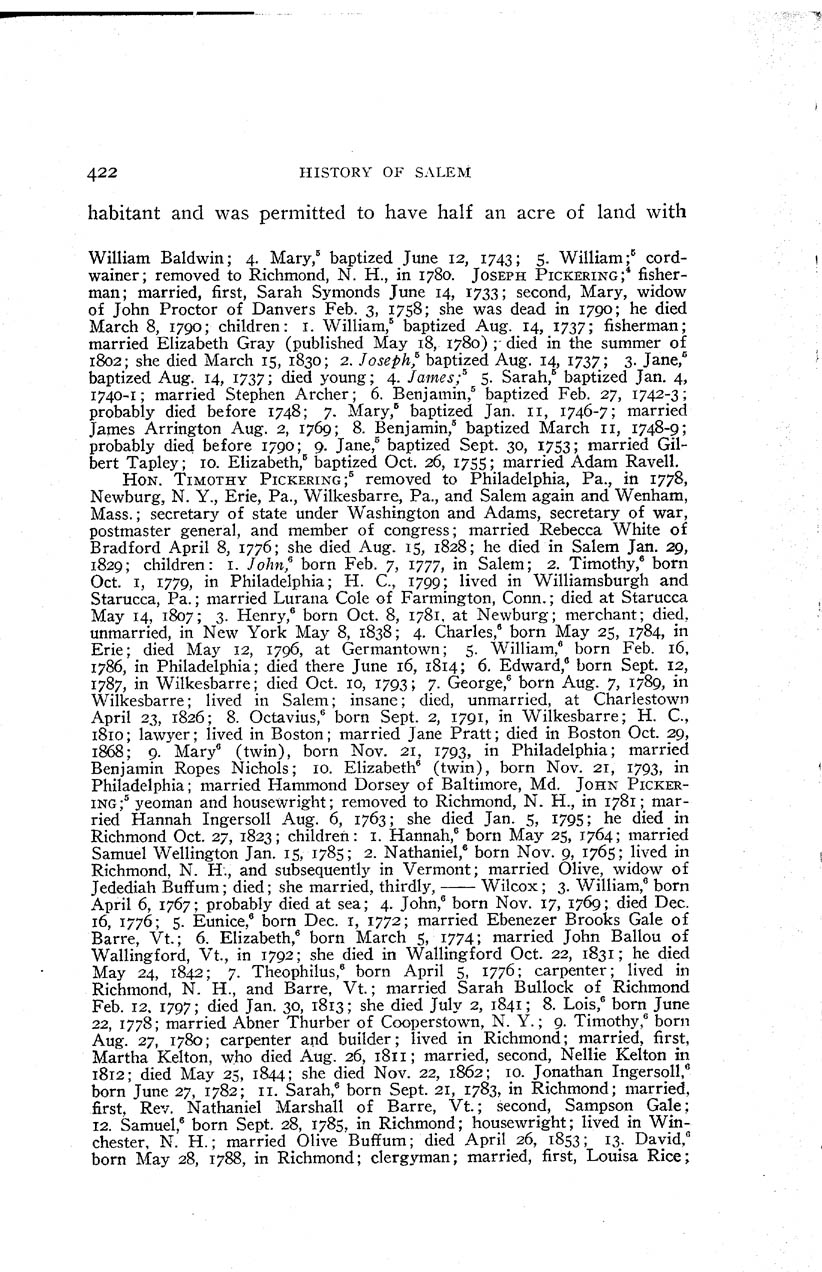 422 HISTORY OF SALEM
habitant and was permitted to have half an acre of land with
William Baldwin; 4. Mary,⁵ baptized June 12, 1743; 5. William;⁵ cord-
wainer; removed to Richmond, N. H., in 1780. JOSEPH PICKERING;⁴ fisher-
man; married, first, Sarah Symonds June 14, 1733; second, Mary, widow
of John Proctor of Danvers Feb. 3, 1758; she was dead in 1790; he died
March 8, 1790; children: 1. William,⁵ baptized Aug. 14, 1737; fisherman;
married Elizabeth Gray (published May 18, 1780); died in the summer of
1802; she died March 15, 1830; 2. Joseph,⁵ baptized Aug. 14, 1737; 3. Jane,⁵
baptized Aug. 14, 1737; died young; 4. James;⁵ 5. Sarah,⁵ baptized Jan. 4,
1740-1; married Stephen Archer; 6. Benjamin,⁵ baptized Feb. 27, 1742-3;
probably died before 1748; 7. Mary,⁵ baptized Jan. 11, 1746-7; married
James Arrington Aug. 2, 1769; 8. Benjamin,⁵ baptized March 11, 1748-9;
probably died before 1790; 9. Jane,⁵ baptized Sept. 30, 1753; married Gil-
bert Tapley; 10. Elizabeth,⁵ baptized Oct. 26, 1755; married Adam Ravell.
HON. TIMOTHY PICKERING;⁵ removed to Philadelphia, Pa., in 1778,
Newburg, N. Y., Erie, Pa., Wilkesbarre, Pa., and Salem again and Wenham,
Mass.; secretary of state under Washington and Adams, secretary of war,
postmaster general, and member of congress; married Rebecca White of
Bradford April 8, 1776; she died Aug. 15, 1828; he died in Salem Jan. 29,
1829; children: 1. John,⁶ born Feb. 7, 1777, in Salem; 2. Timothy,⁶ born
Oct. 1, 1779, in Philadelphia; H. C., 1799; lived in Williamsburgh and
Starucca, Pa.; married Lurana Cole of Farmington, Conn.; died at Starucca
May 14, 1807; 3. Henry,⁶ born Oct. 8, 1781, at Newburg; merchant; died,
unmarried, in New York May 8, 1838; 4. Charles,⁶ born May 25, 1784, in
Erie; died May 12, 1796, at Germantown; 5. William,⁶ born Feb. 16,
1786, in Philadelphia; died there June 16, 1814; 6. Edward,⁶ born Sept. 12,
1787, in Wilkesbarre; died Oct. 10, 1793; 7. George,⁶ born Aug. 7, 1789, in
Wilkesbarre; lived in Salem; insane; died, unmarried, at Charlestown
April 23, 1826; 8. Octavius,⁶ born Sept. 2, 1791, in Wilkesbarre; H. C.,
1810; lawyer; lived in Boston; married Jane Pratt; died in Boston Oct. 29,
1868; 9. Mary⁶ (twin), born Nov. 21, 1793, in Philadelphia; married
Benjamin Ropes Nichols; 10. Elizabeth⁶ (twin), born Nov. 21, 1793, in
Philadelphia; married Hammond Dorsey of Baltimore, Md. JOHN PICKER-
ING;⁵ yeoman and housewright; removed to Richmond, N. H., in 1781; mar-
ried Hannah Ingersoll Aug. 6, 1763; she died Jan. 5, 1795; he died in
Richmond Oct. 27, 1823; children: 1. Hannah,⁶ born May 25, 1764; married
Samuel Wellington Jan. 15, 1785; 2. Nathaniel,⁶ born Nov. 9, 1765; lived in
Richmond, N. H., and subsequently in Vermont; married Olive, widow of
Jedediah Buffum; died; she married, thirdly, —— Wilcox; 3. William,⁶ born
April 6, 1767; probably died at sea; 4. John,⁶ born Nov. 17, 1769; died Dec.
16, 1776; 5. Eunice,⁶ born Dec. 1, 1772; married Ebenezer Brooks Gale of
Barre, Vt.; 6. Elizabeth,⁶ born March 5, 1774; married John Ballou of
Wallingford, Vt., in 1792; she died in Wallingford Oct. 22, 1831; he died
May 24, 1842; 7. Theophilus,⁶ born April 5, 1776; carpenter; lived in
Richmond, N. H., and Barre, Vt.; married Sarah Bullock of Richmond
Feb. 12, 1797; died Jan. 30, 1813; she died July 2, 1841; 8. Lois,⁶ born June
22, 1778; married Abner Thurber of Cooperstown, N. Y.; 9. Timothy,⁶ born
Aug. 27, 1780; carpenter and builder; lived in Richmond; married, first,
Martha Kelton, who died Aug. 26, 1811; married, second, Nellie Kelton in
1812; died May 25, 1844; she died Nov. 22, 1862; 10. Jonathan Ingersoll,⁶
born June 27, 1782; 11. Sarah,⁶ born Sept. 21, 1783, in Richmond; married,
first, Rev. Nathaniel Marshall of Barre, Vt.; second, Sampson Gale;
12. Samuel,⁶ born Sept. 28, 1785, in Richmond; housewright; lived in Win-
chester, N. H.; married Olive Buffum; died April 26, 1853; 13. David,⁶
born May 28, 1788, in Richmond; clergyman; married, first, Louisa Rice;